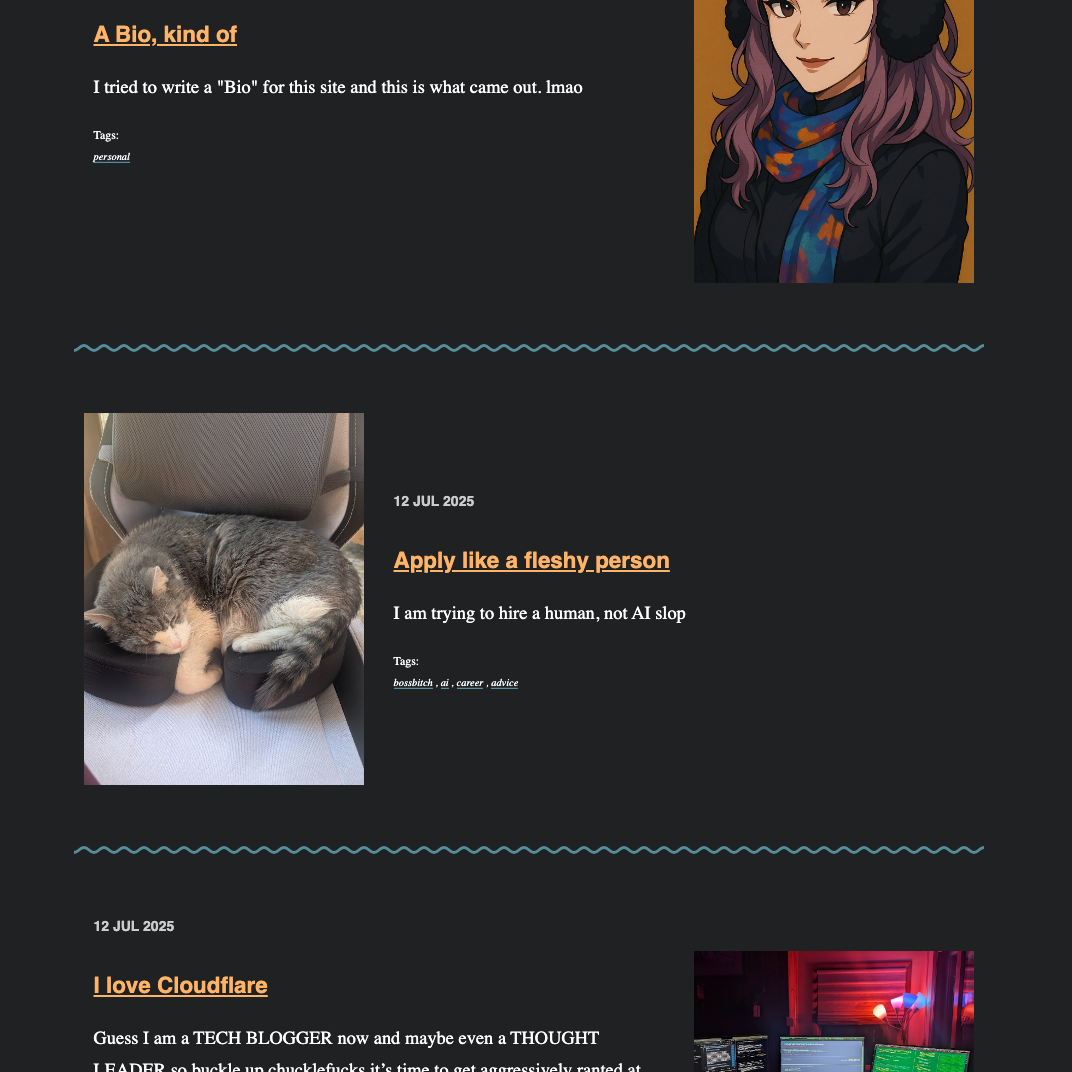 A Bio, kind of
I tried to write a "Bio" for this site and this is what came out. lmao
Tags:
personal
12 JUL 2025
Apply like a fleshy person
I am trying to hire a human, not AI slop
Tags:
bossbitch , ai , career , advice
12 JUL 2025
I love Cloudflare
Guess I am a TECH BLOGGER now and maybe even a THOUGHT
LEADER so buckle up chucklefucks it’s time to get aggressively ranted at